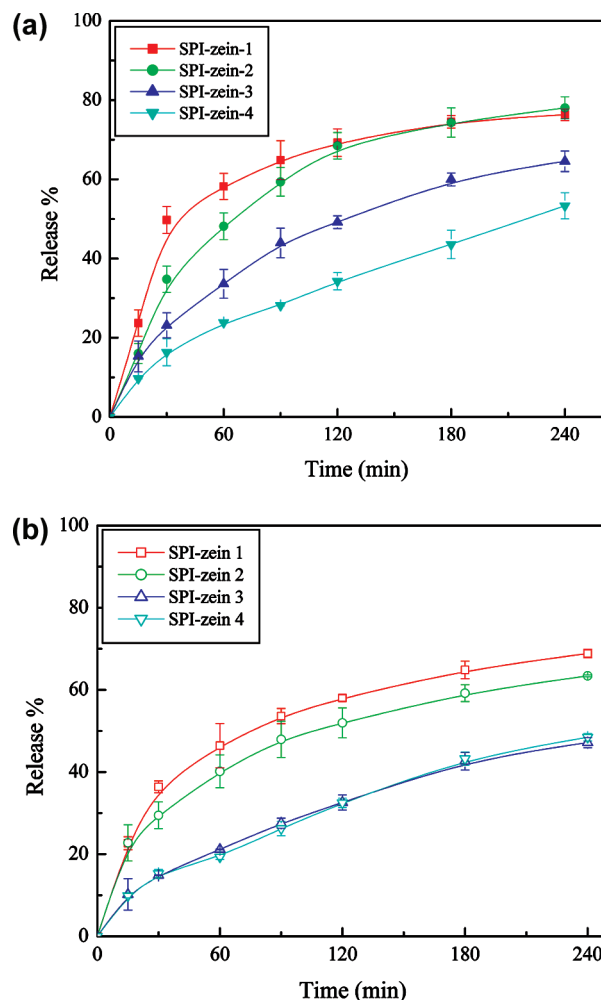 (a)
100
SPI-zein-1
SPI-zein-2
80
SPI-zein-3
SPI-zein-4
60
Release %
40
20
0
0 60 120 180 240
Time (min)
(b)
100
SPI-zein 1
SPI-zein 2
SPI-zein 3
80
SPI-zein 4
60
Release %
40
20
0
0 60 120 180 240
Time (min)